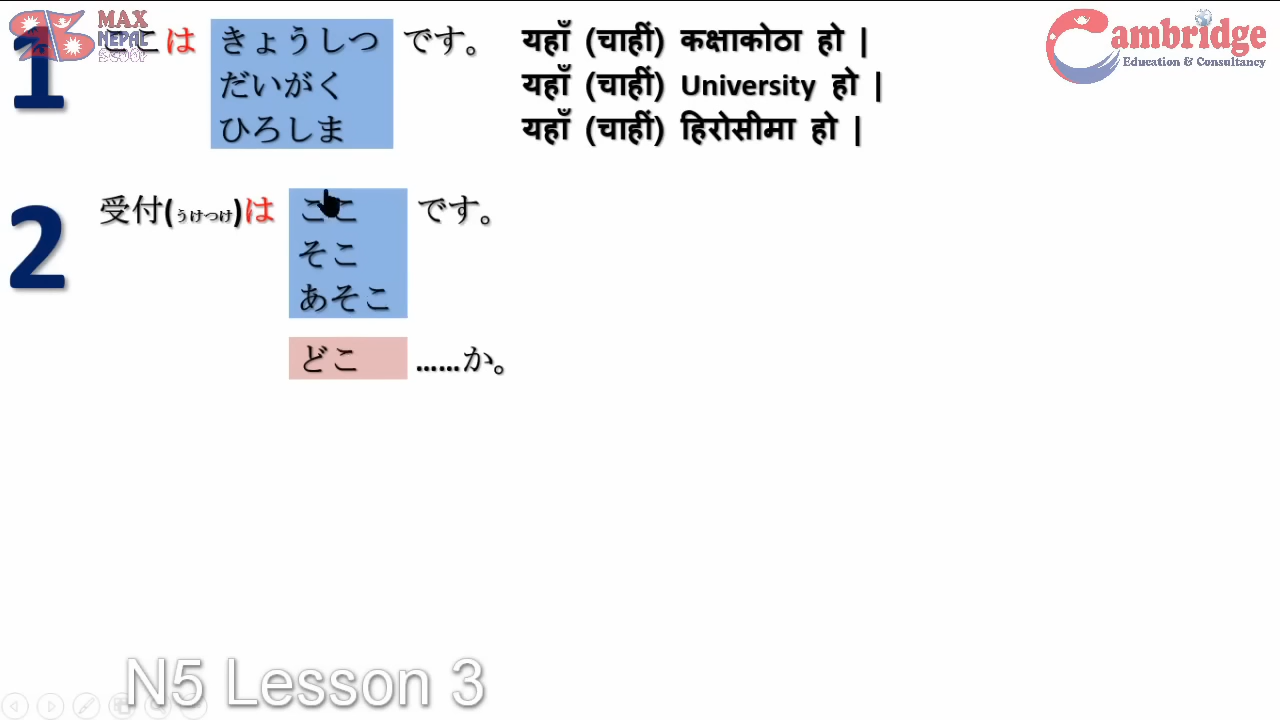 1
ここは きょうしつ です。 यहाँ (चाहीं) कक्षाकोठा हो |
だいがく यहाँ (चाहीं) University हो |
ひろしま यहाँ (चाहीं) हिरोसीमा हो |
2
受付(うけつけ)は ここ です。
そこ
あそこ
どこ ……か。
N5 Lesson 3
MAX
NEPAL
SCOOP
Cambridge
Education & Consultancy